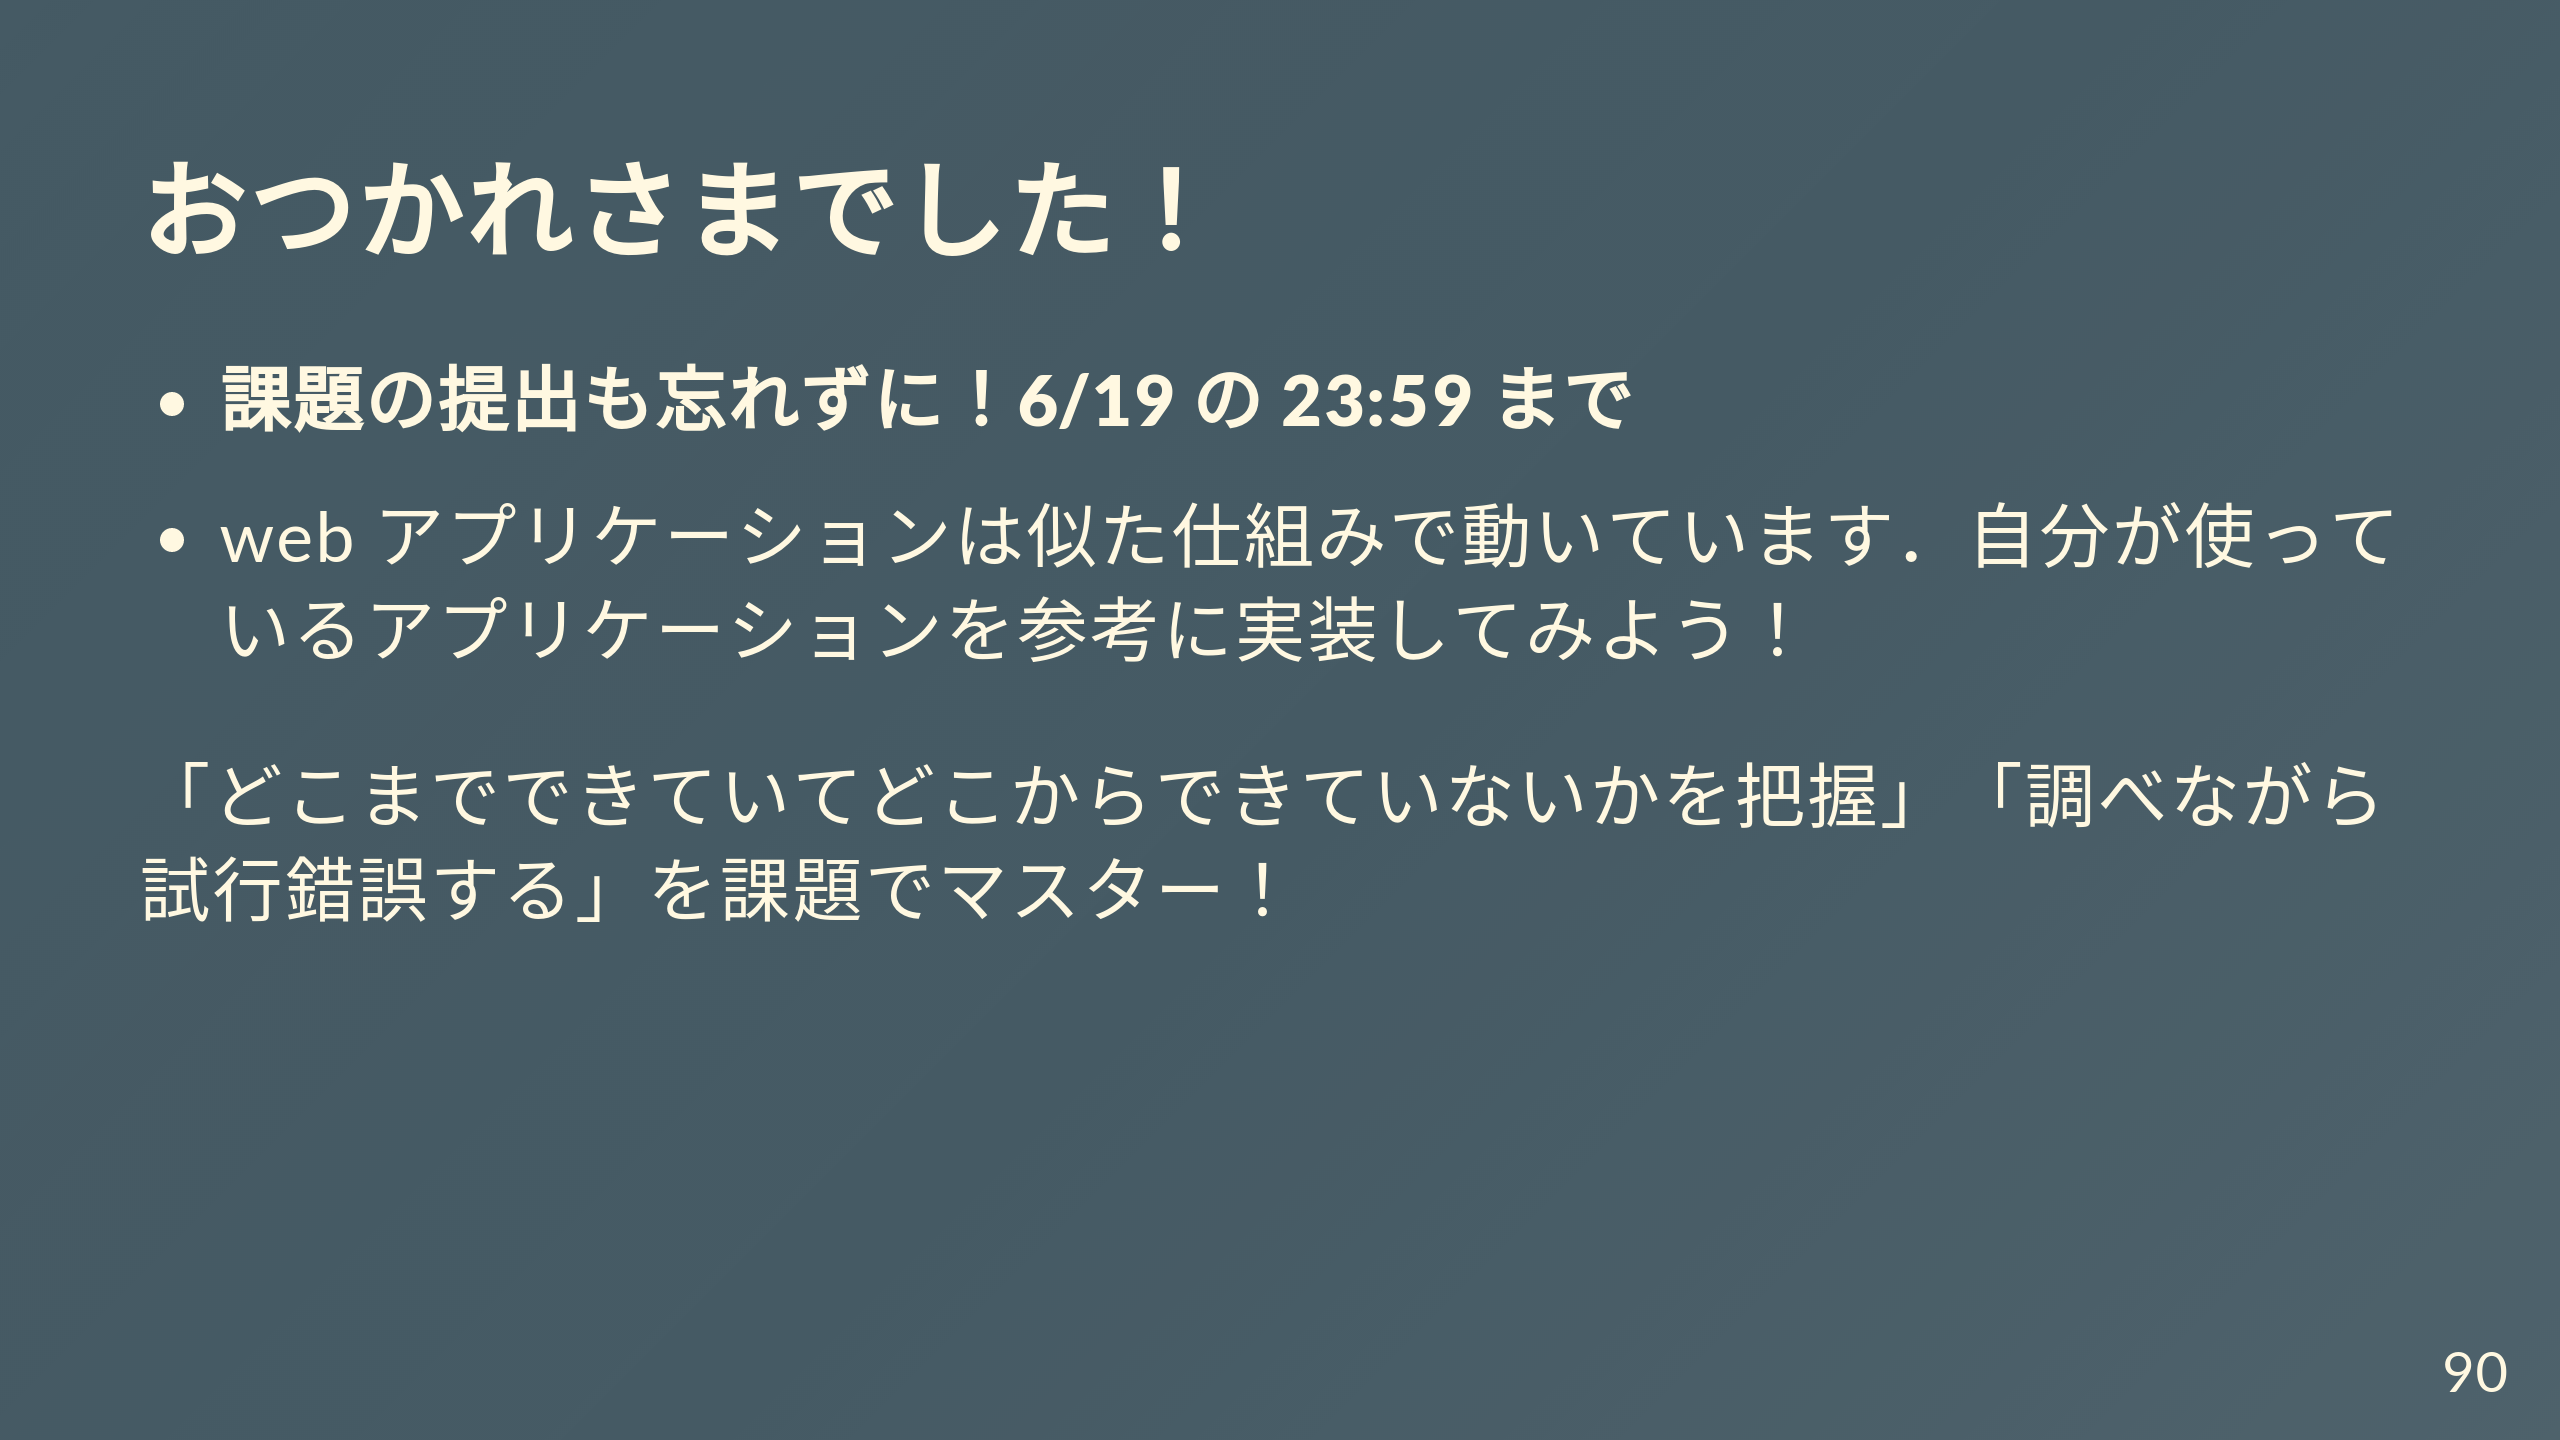 おつかれさまでした！
• 課題の提出も忘れずに！6/19 の 23:59 まで
• web アプリケーションは似た仕組みで動いています．自分が使って
いるアプリケーションを参考に実装してみよう！
「どこまでできていてどこからできていないかを把握」「調べながら
試行錯誤する」を課題でマスター！
90